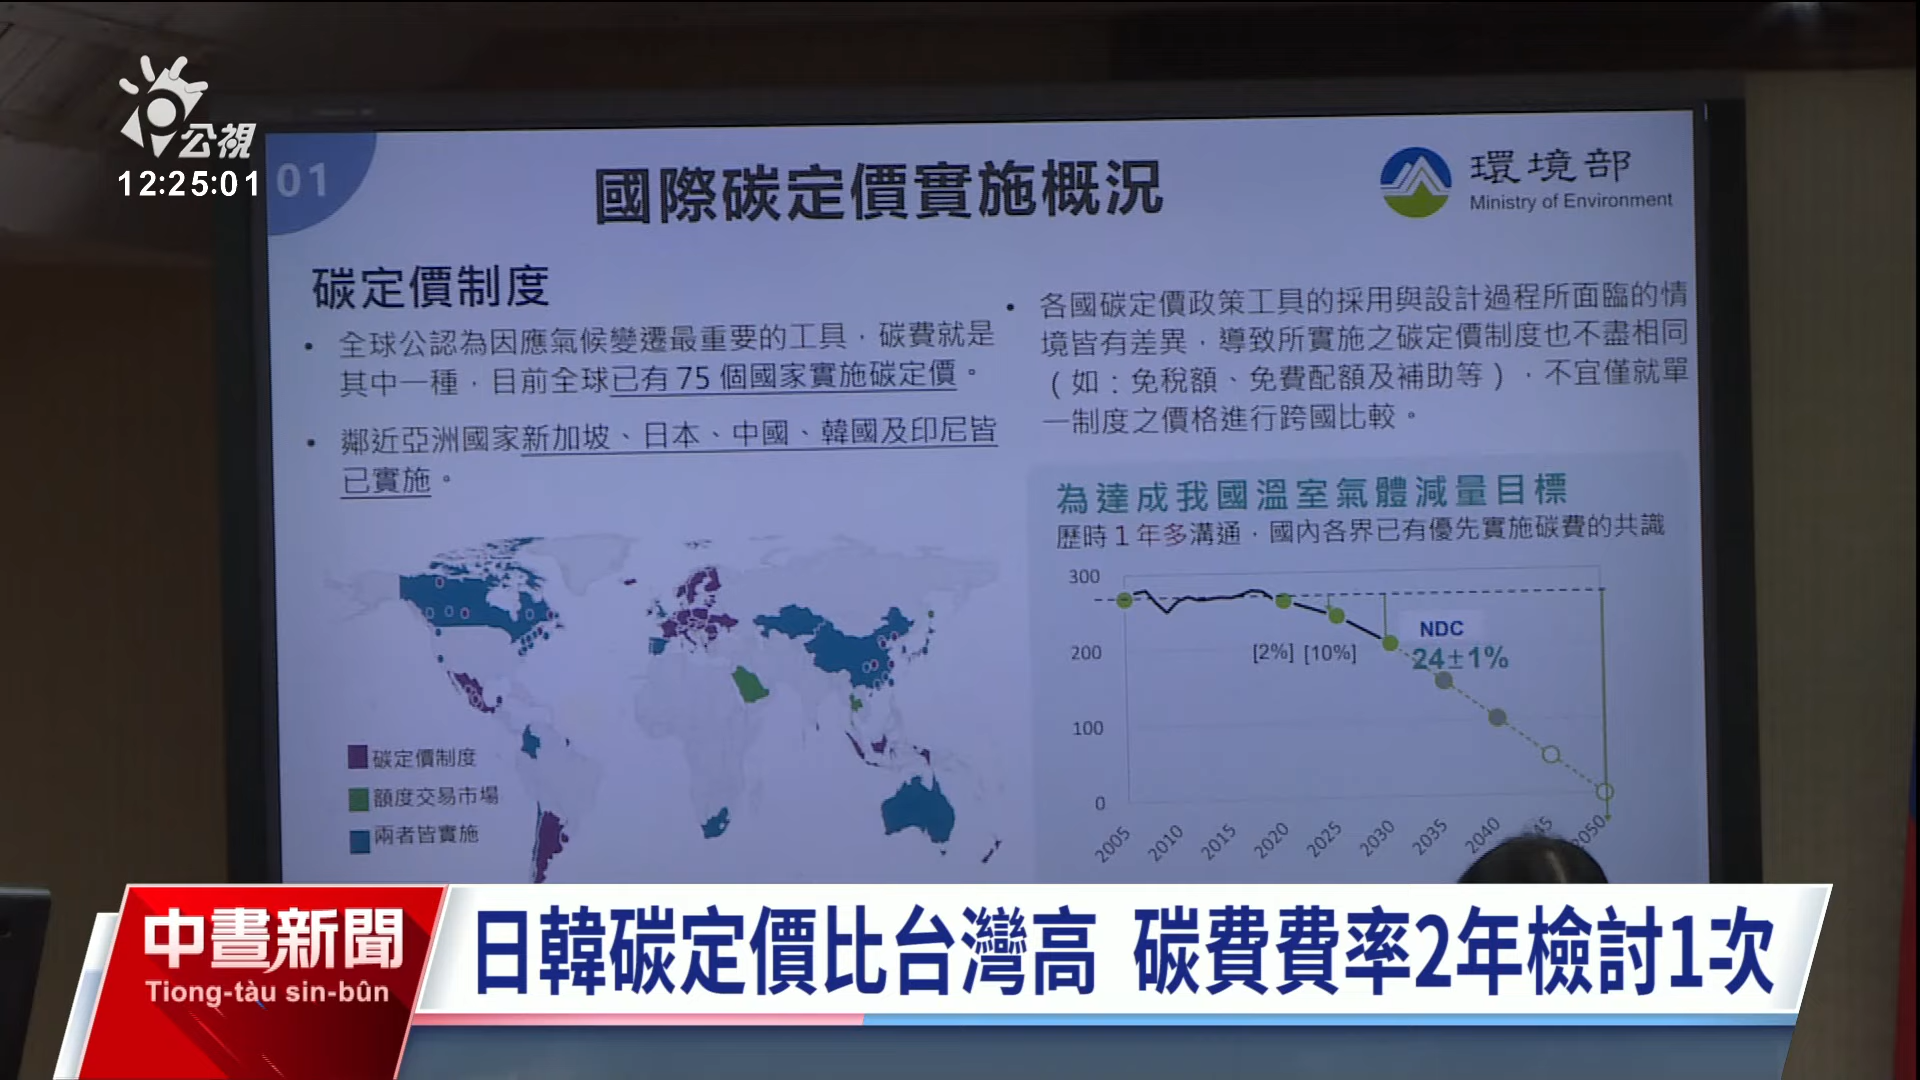 公視
12:25:01
01
國際碳定價實施概況
環境部
Ministry of Environment
碳定價制度
• 全球公認為因應氣候變遷最重要的工具，碳費就是
其中一種，目前全球已有 75 個國家實施碳定價。
• 鄰近亞洲國家新加坡、日本、中國、韓國及印尼皆
已實施。
碳定價制度
額度交易市場
兩者皆實施
• 各國碳定價政策工具的採用與設計過程所面臨的情
境皆有差異，導致所實施之碳定價制度也不盡相同
（如：免稅額、免費配額及補助等），不宜僅就單
一制度之價格進行跨國比較。
為達成我國溫室氣體減量目標
歷時 1 年多溝通，國內各界已有優先實施碳費的共識
300
200
100
0
[2%] [10%]
NDC
24±1%
2005 2010 2015 2020 2025 2030 2035 2040 45 2050
中晝新聞
Tiong-tàu sin-bûn
日韓碳定價比台灣高 碳費費率2年檢討1次